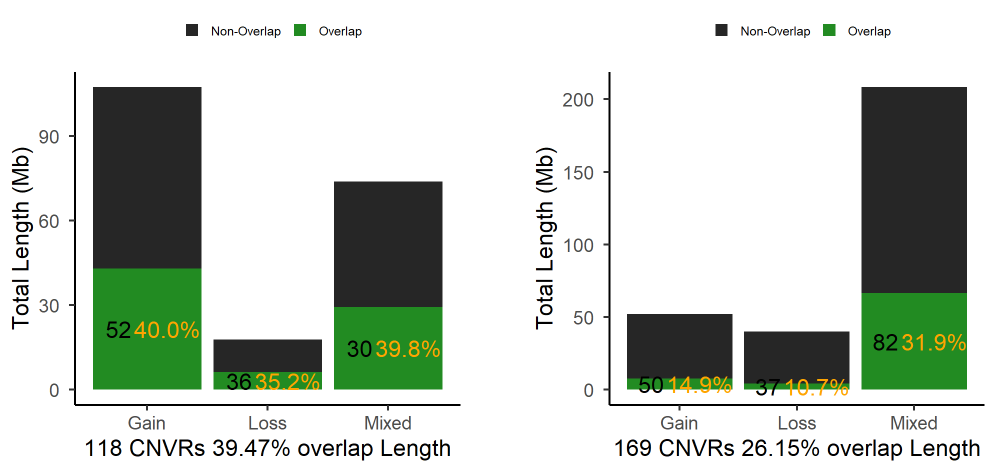 Non-Overlap Overlap
Total Length (Mb)
90
60
30
0
52 40.0%
36 35.2%
30 39.8%
Gain Loss Mixed
118 CNVRs 39.47% overlap Length
Non-Overlap Overlap
Total Length (Mb)
200
150
100
50
0
50 14.9%
37 10.7%
82 31.9%
Gain Loss Mixed
169 CNVRs 26.15% overlap Length